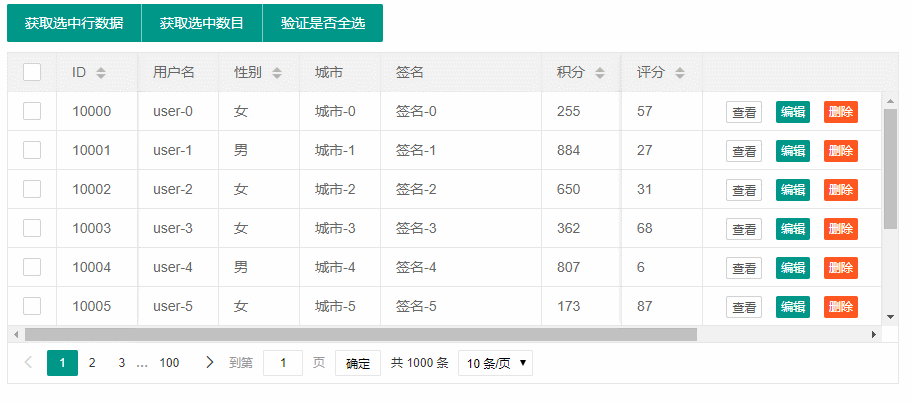 获取选中行数据 获取选中数目 验证是否全选
ID 用户名 性别 城市 签名 积分 评分
10000 user-0 女 城市-0 签名-0 255 57 查看 编辑 删除
10001 user-1 男 城市-1 签名-1 884 27 查看 编辑 删除
10002 user-2 女 城市-2 签名-2 650 31 查看 编辑 删除
10003 user-3 女 城市-3 签名-3 362 68 查看 编辑 删除
10004 user-4 男 城市-4 签名-4 807 6 查看 编辑 删除
10005 user-5 女 城市-5 签名-5 173 87 查看 编辑 删除
1 2 3 ... 100 到第 1 页 确定 共 1000 条 10 条/页